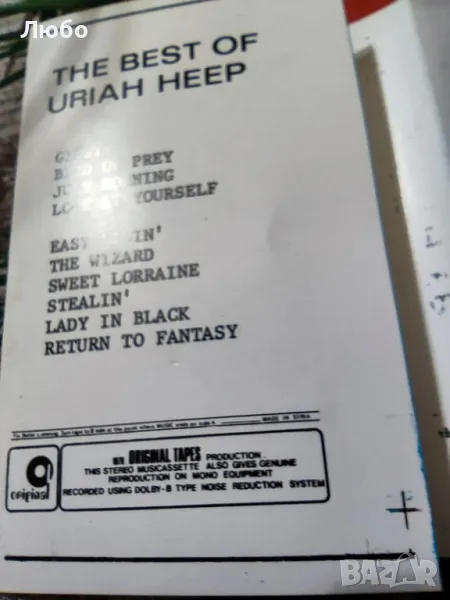 Любо
THE BEST OF
URIAH HEEP
PREY
YOURSELF
EASY
THE WIZARD
SWEET LORRAINE
STEALIN'
LADY IN BLACK
RETURN TO FANTASY
MADE IN
ORIGINAL TAPES PRODUCTION
THIS STEREO MUSICASSETTE ALSO GIVES GENUINE
REPRODUCTION ON MONO EQUIPMENT
RECORDED USING DOLBY-B TYPE NOISE REDUCTION SYSTEM
BAZAR